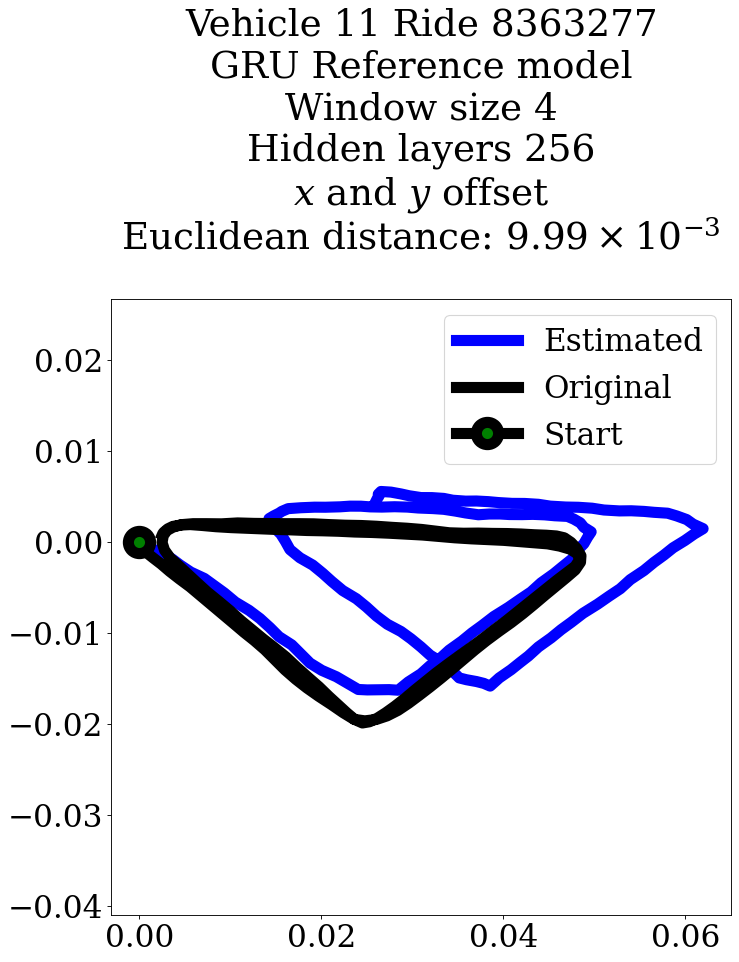 Vehicle 11 Ride 8363277
GRU Reference model
Window size 4
Hidden layers 256
x and y offset
Euclidean distance: 9.99 × 10⁻³
Estimated
Original
Start
0.02
0.01
0.00
−0.01
−0.02
−0.03
−0.04
0.00 0.02 0.04 0.06